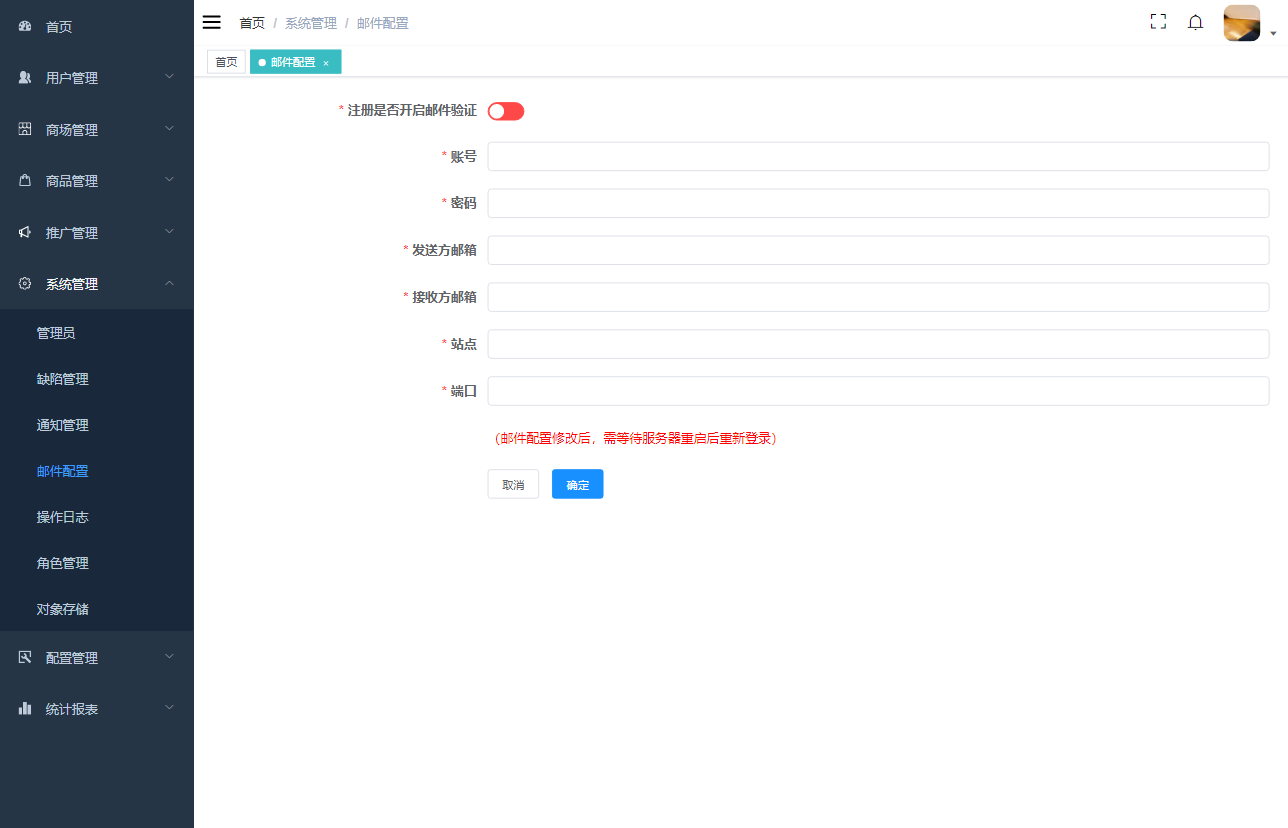 首页
用户管理
商场管理
商品管理
推广管理
系统管理
管理员
缺陷管理
通知管理
邮件配置
操作日志
角色管理
对象存储
配置管理
统计报表
首页 / 系统管理 / 邮件配置
首页 邮件配置 ×
* 注册是否开启邮件验证
* 账号
* 密码
* 发送方邮箱
* 接收方邮箱
* 站点
* 端口
（邮件配置修改后，需等待服务器重启后重新登录）
取消 确定